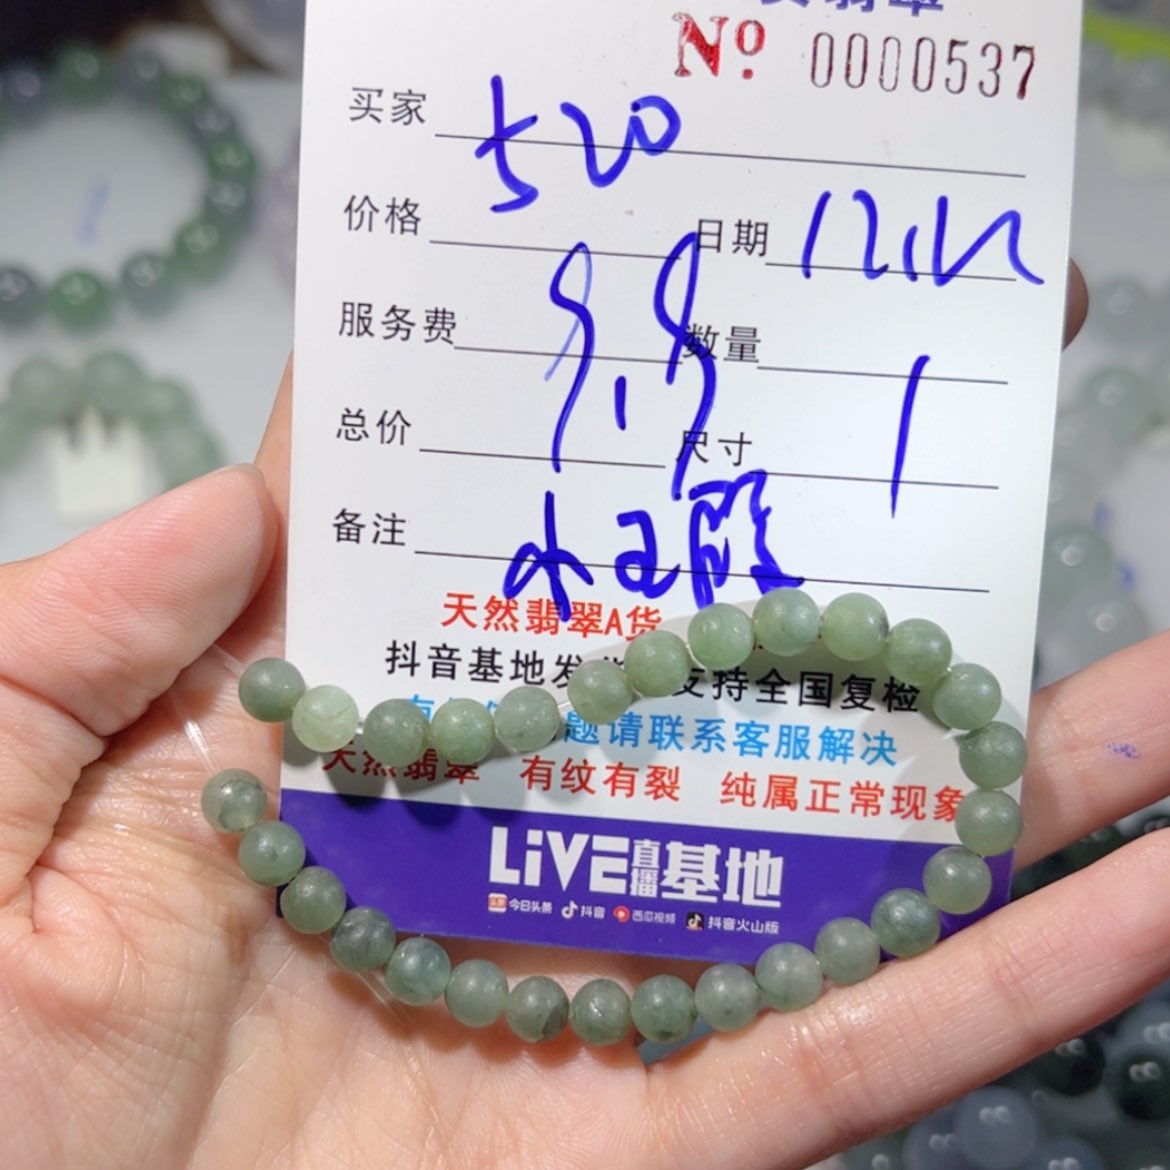 翡翠
No. 0000537
买家 520
价格 9.9 日期 12.12
服务费 数量 1
总价 尺寸
备注
天然翡翠A货
抖音基地发 支持全国复检
题请联系客服解决
天然翡翠 有纹有裂 纯属正常现象
LiVE直播基地
今日头条 抖音 西瓜视频 抖音火山版